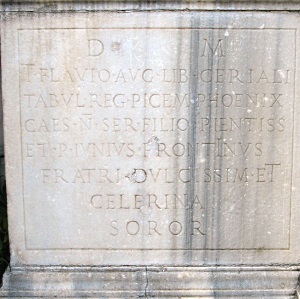 D M
T·FLAVIO·AVG·LIB·CERIALI
TABVL·REG·PICEN·PHOENIX
CAES·N̄·SER·FILIO·PIENTISS
ET·P·IVNIVS·FRONTINVS
FRATRI·DVLCISSIM·ET
CELERINA
SOROR